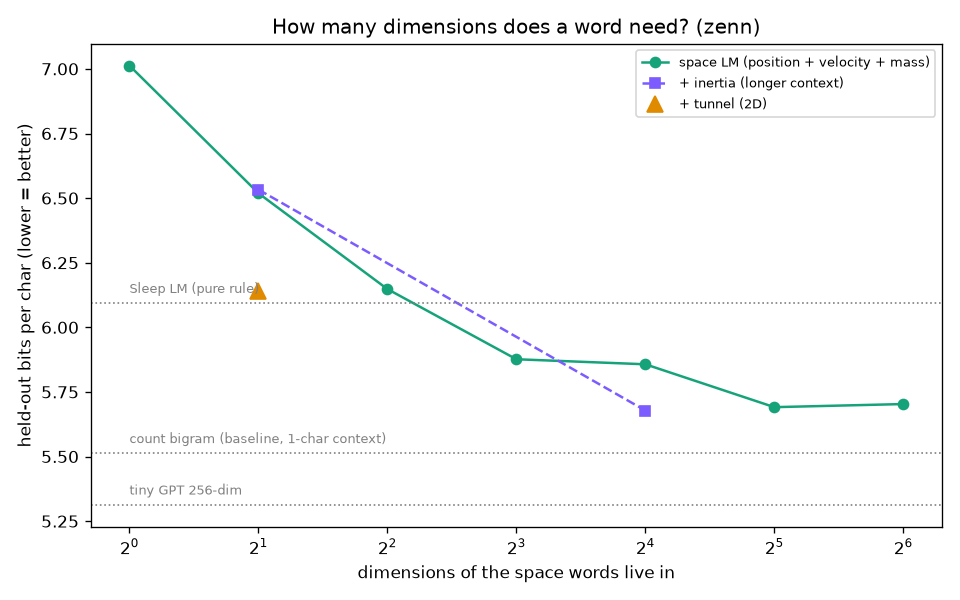 How many dimensions does a word need? (zenn)
space LM (position + velocity + mass)
+ inertia (longer context)
+ tunnel (2D)
held-out bits per char (lower = better)
7.00
6.75
6.50
6.25
6.00
5.75
5.50
5.25
Sleep LM (pure rule)
count bigram (baseline, 1-char context)
tiny GPT 256-dim
2⁰ 2¹ 2² 2³ 2⁴ 2⁵ 2⁶
dimensions of the space words live in